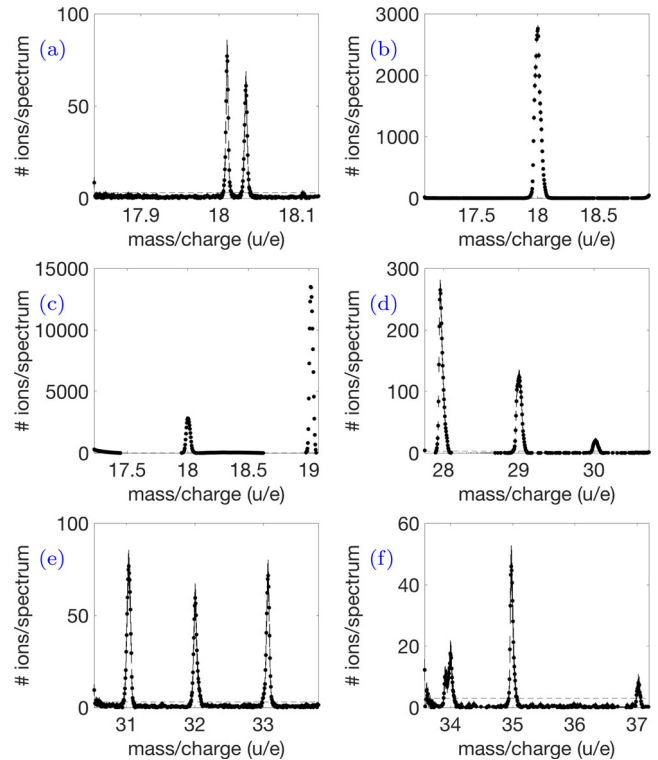 (a)
# ions/spectrum
100
50
0
17.9
18
18.1
mass/charge (u/e)
(b)
# ions/spectrum
3000
2000
1000
0
17.5
18
18.5
mass/charge (u/e)
(c)
# ions/spectrum
15000
10000
5000
0
17.5
18
18.5
19
mass/charge (u/e)
(d)
# ions/spectrum
300
200
100
0
28
29
30
mass/charge (u/e)
(e)
# ions/spectrum
100
50
0
31
32
33
mass/charge (u/e)
(f)
# ions/spectrum
60
40
20
0
34
35
36
37
mass/charge (u/e)